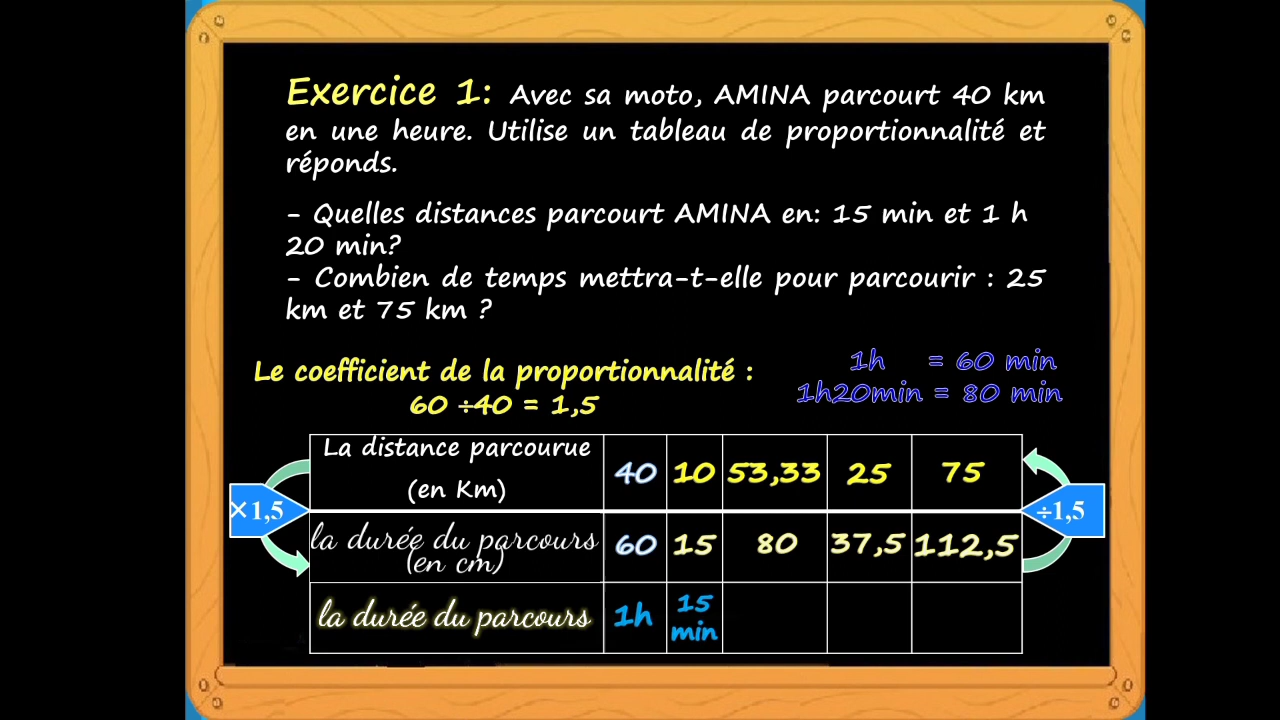 Exercice 1: Avec sa moto, AMINA parcourt 40 km
en une heure. Utilise un tableau de proportionnalité et
réponds.
- Quelles distances parcourt AMINA en: 15 min et 1 h
20 min?
- Combien de temps mettra-t-elle pour parcourir : 25
km et 75 km ?
Le coefficient de la proportionnalité :
60 ÷40 = 1,5
1h = 60 min
1h20min = 80 min
La distance parcourue
(en Km)
40 10 53,33 25 75
×1,5
÷1,5
la durée du parcours
(en cm)
60 15 80 37,5 112,5
la durée du parcours
1h 15
min